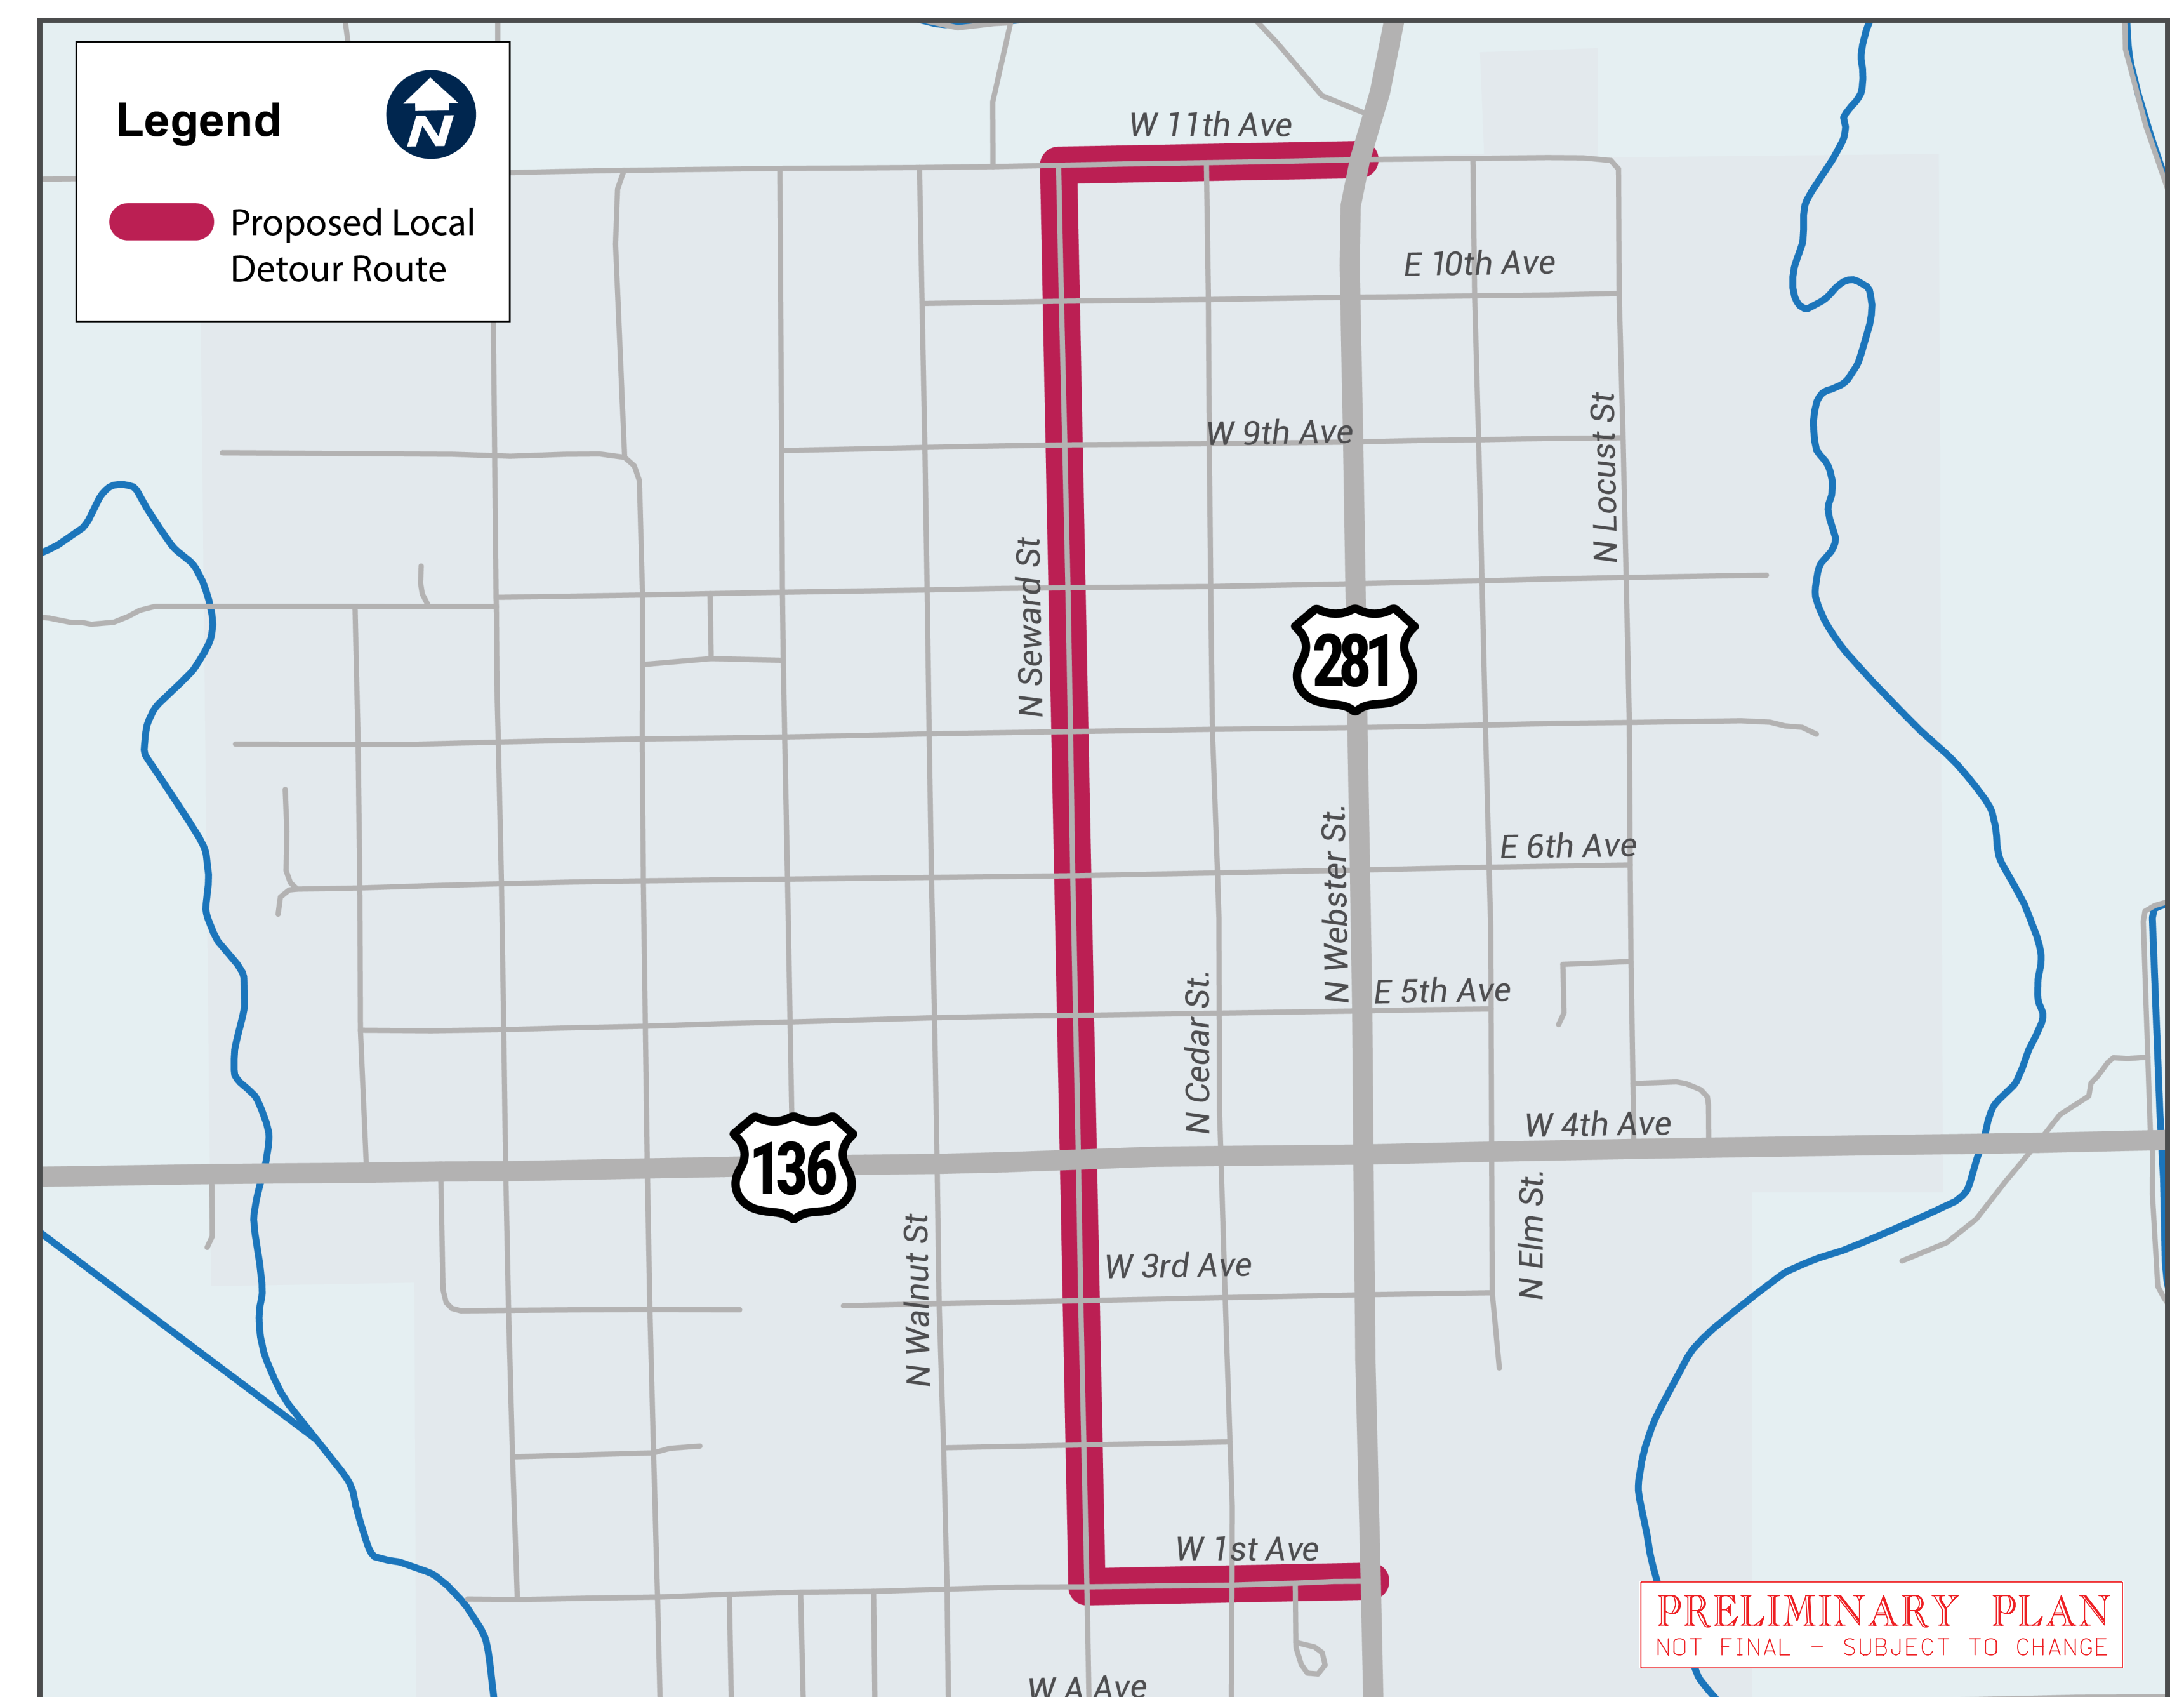 Legend
N
Proposed Local
Detour Route
W 11th Ave
E 10th Ave
W 9th Ave
N Locust St
N Seward St
281
N Webster St.
E 6th Ave
E 5th Ave
N Cedar St.
W 4th Ave
136
N Elm St.
N Walnut St
W 3rd Ave
W 1st Ave
W A Ave
PRELIMINARY PLAN
NOT FINAL - SUBJECT TO CHANGE